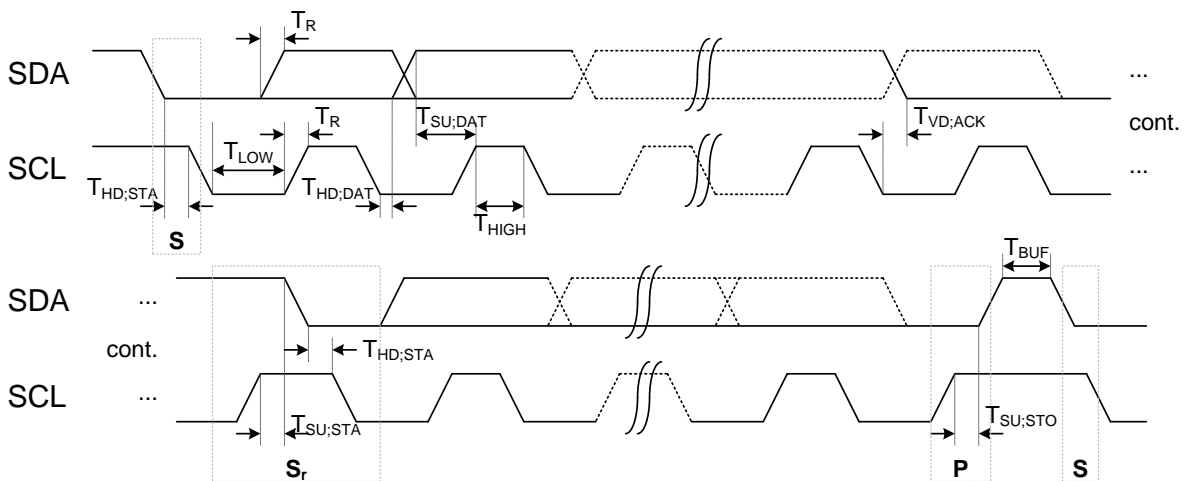 T_R
SDA
...
T_SU;DAT
T_R
T_VD;ACK
cont.
T_LOW
SCL
...
T_HD;STA
T_HD;DAT
T_HIGH
S
T_BUF
SDA
...
cont.
T_HD;STA
SCL
...
T_SU;STA
T_SU;STO
S_r
P
S